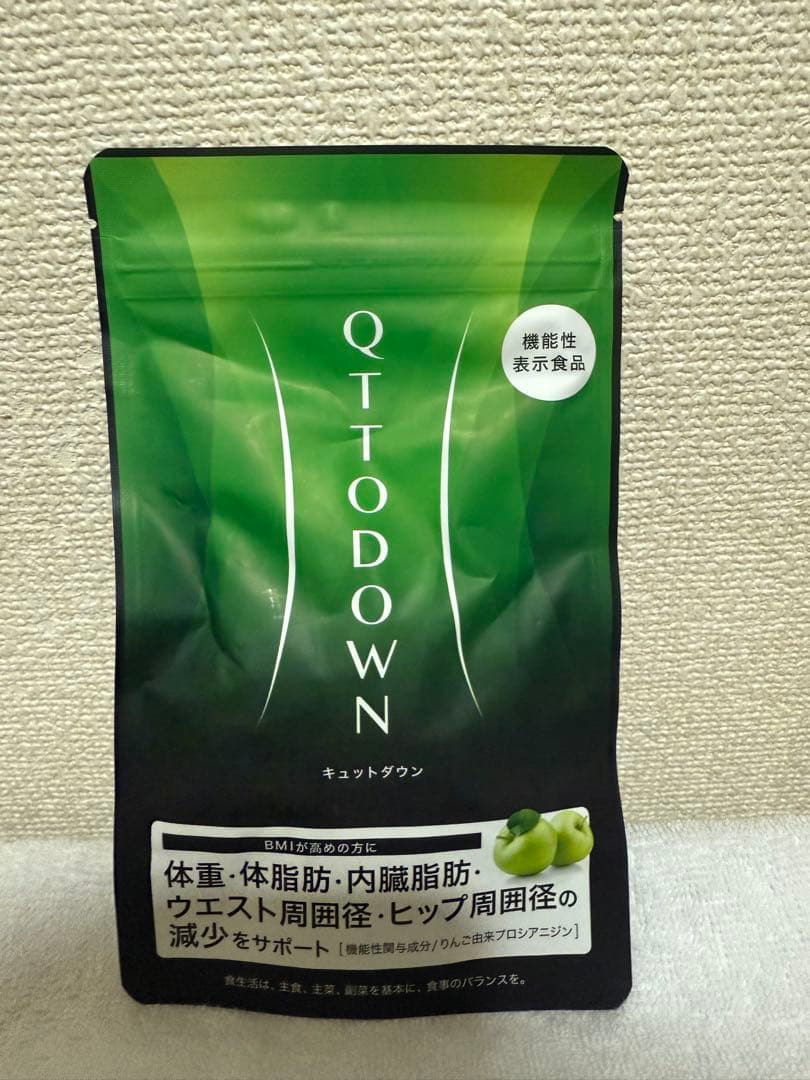 機能性
表示食品
QTTODOWN
キュットダウン
BMIが高めの方に
体重・体脂肪・内臓脂肪・
ウエスト周囲径・ヒップ周囲径の
減少をサポート [機能性関与成分/りんご由来プロシアニジン]
食生活は、主食、主菜、副菜を基本に、食事のバランスを。